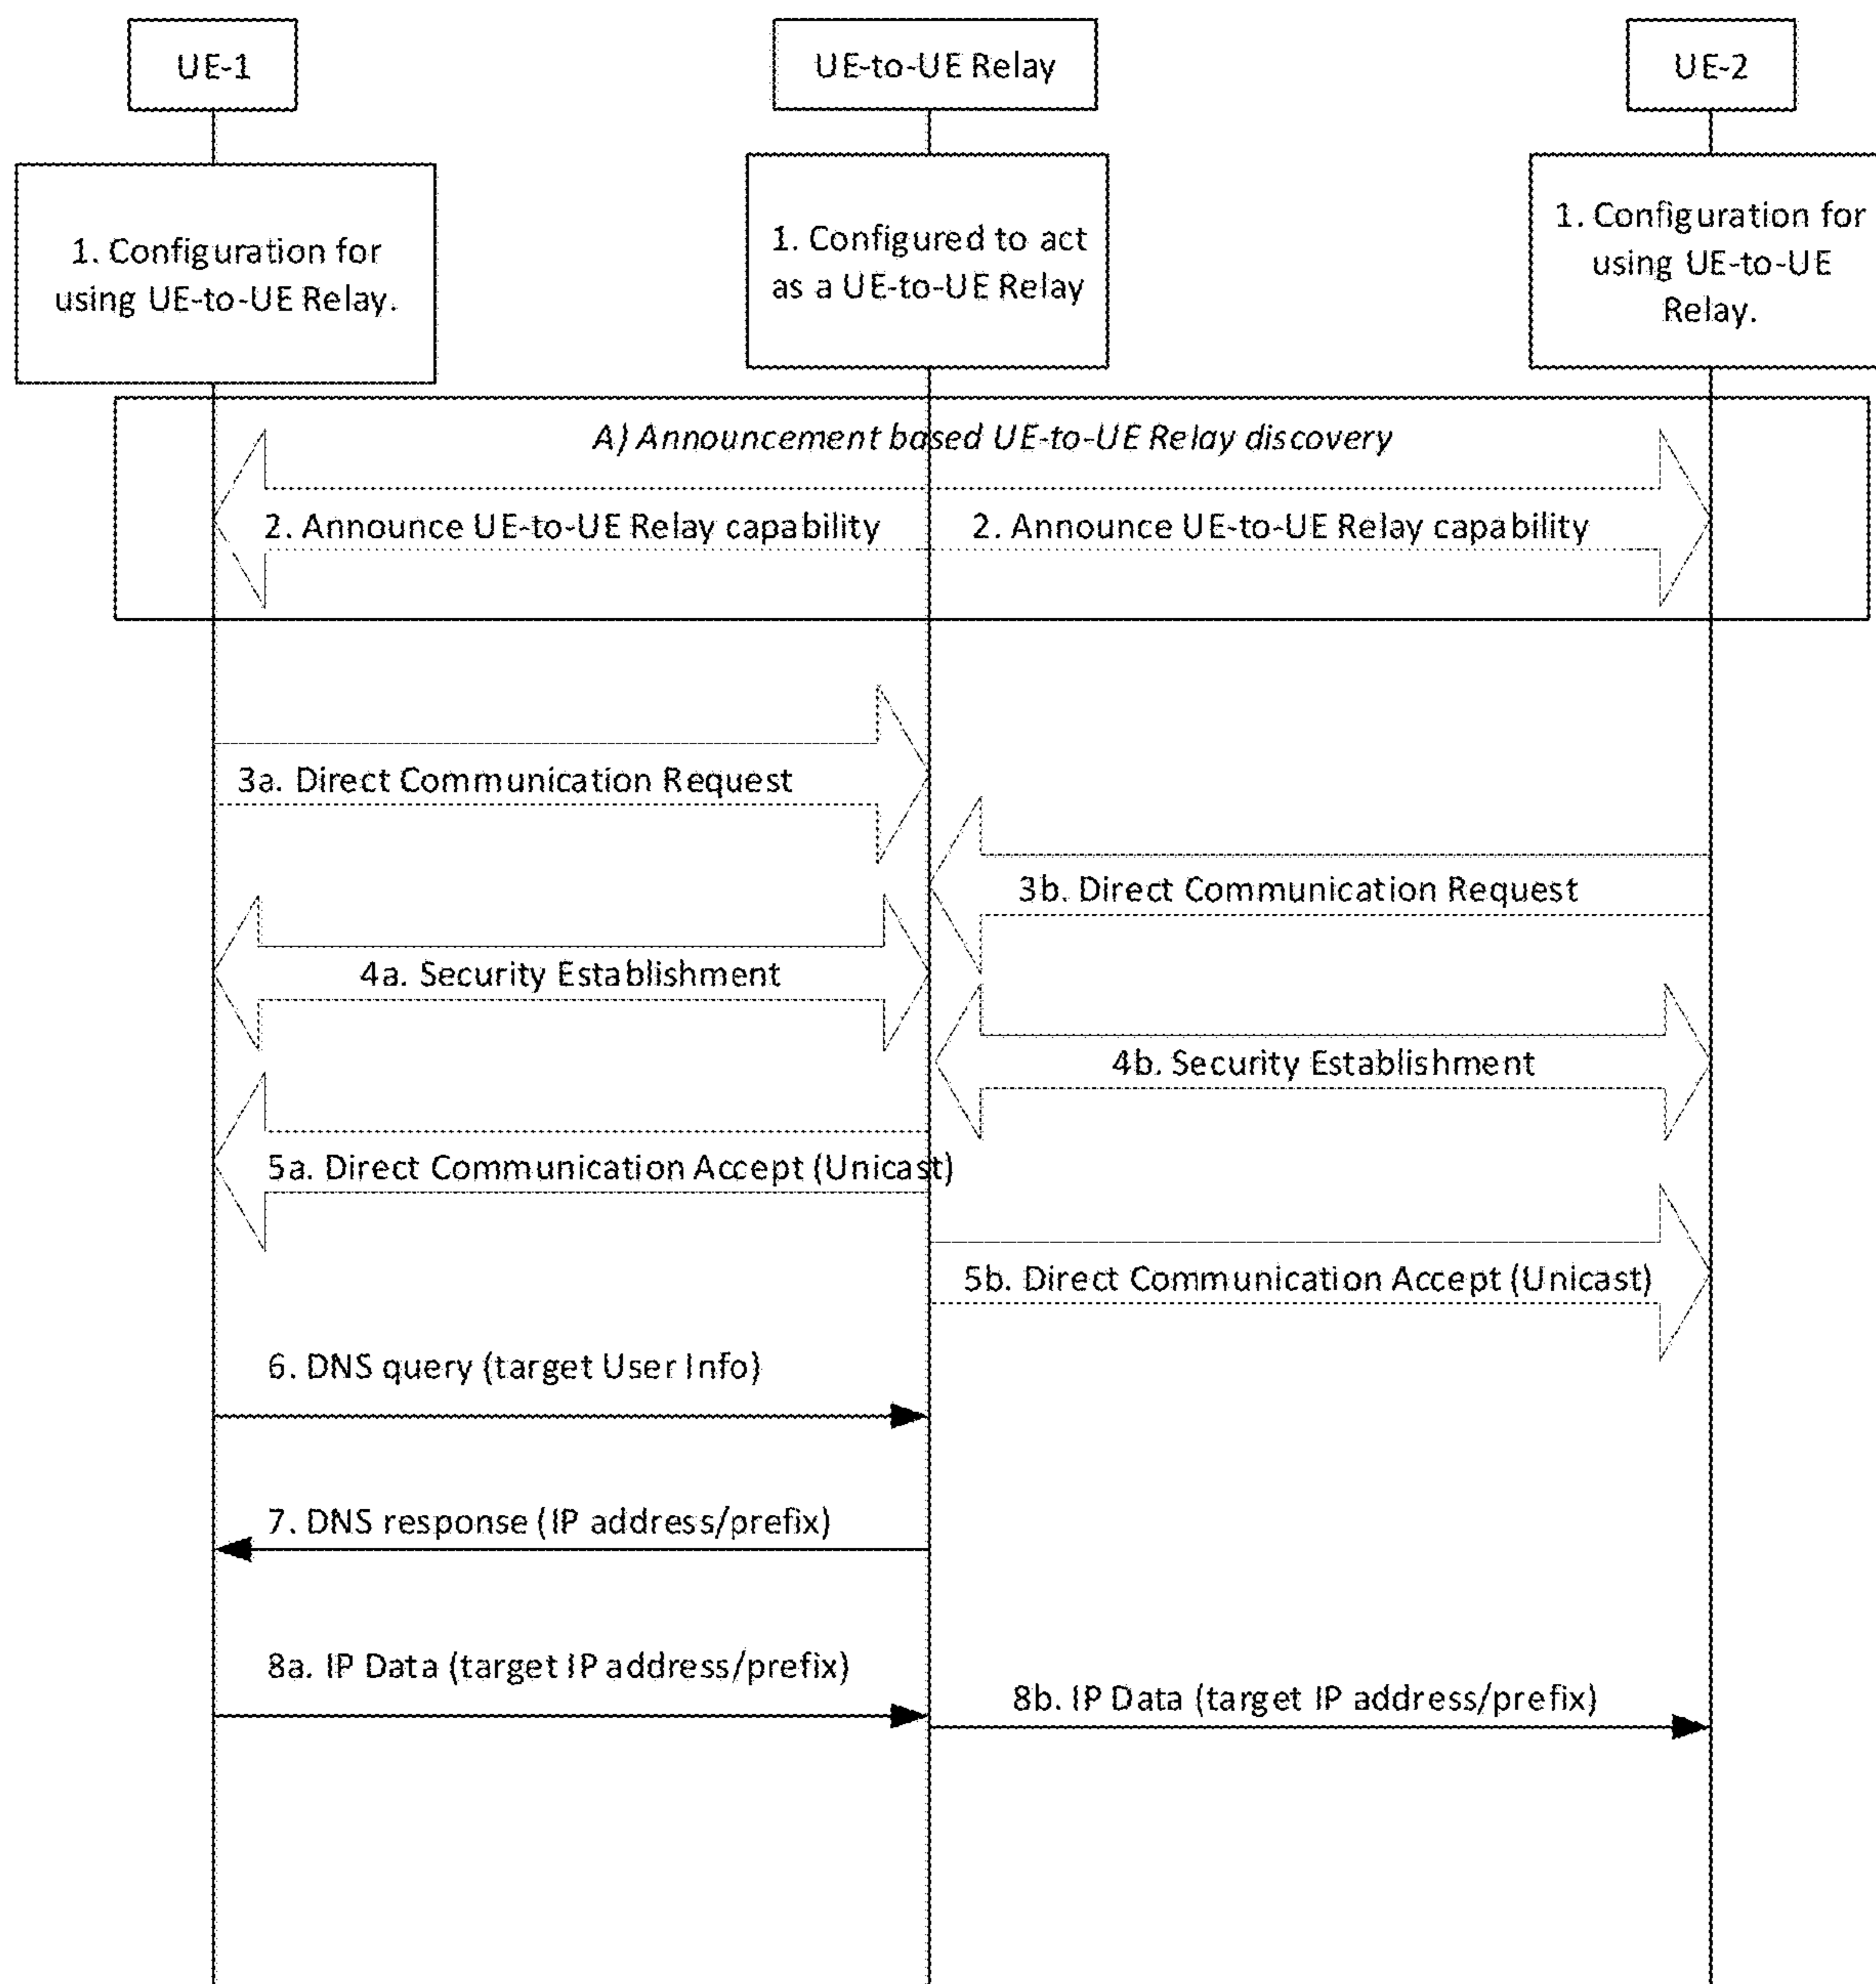 UE-1
UE-to-UE Relay
UE-2
1. Configuration for
using UE-to-UE Relay.
1. Configured to act
as a UE-to-UE Relay
1. Configuration for
using UE-to-UE
Relay.
A) Announcement based UE-to-UE Relay discovery
2. Announce UE-to-UE Relay capability
2. Announce UE-to-UE Relay capability
3a. Direct Communication Request
3b. Direct Communication Request
4a. Security Establishment
4b. Security Establishment
5a. Direct Communication Accept (Unicast)
5b. Direct Communication Accept (Unicast)
6. DNS query (target User Info)
7. DNS response (IP address/prefix)
8a. IP Data (target IP address/prefix)
8b. IP Data (target IP address/prefix)